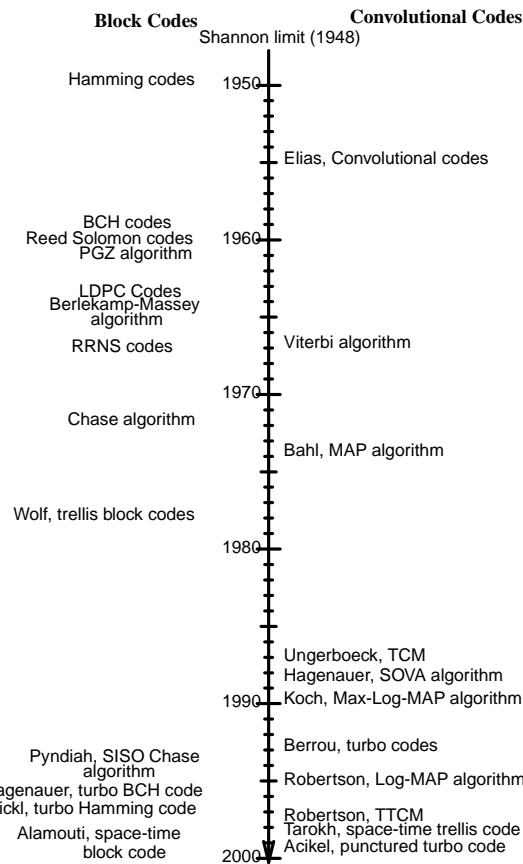 Block Codes
Convolutional Codes
Shannon limit (1948)
Hamming codes
1950
Elias, Convolutional codes
BCH codes
Reed Solomon codes
1960
PGZ algorithm
LDPC Codes
Berlekamp-Massey
algorithm
RRNS codes
Viterbi algorithm
1970
Chase algorithm
Bahl, MAP algorithm
Wolf, trellis block codes
1980
Ungerboeck, TCM
Hagenauer, SOVA algorithm
1990
Koch, Max-Log-MAP algorithm
Berrou, turbo codes
Pyndiah, SISO Chase
algorithm
Robertson, Log-MAP algorithm
agenauer, turbo BCH code
ickl, turbo Hamming code
Robertson, TTCM
Tarokh, space-time trellis code
Alamouti, space-time
block code
Acikel, punctured turbo code
2000